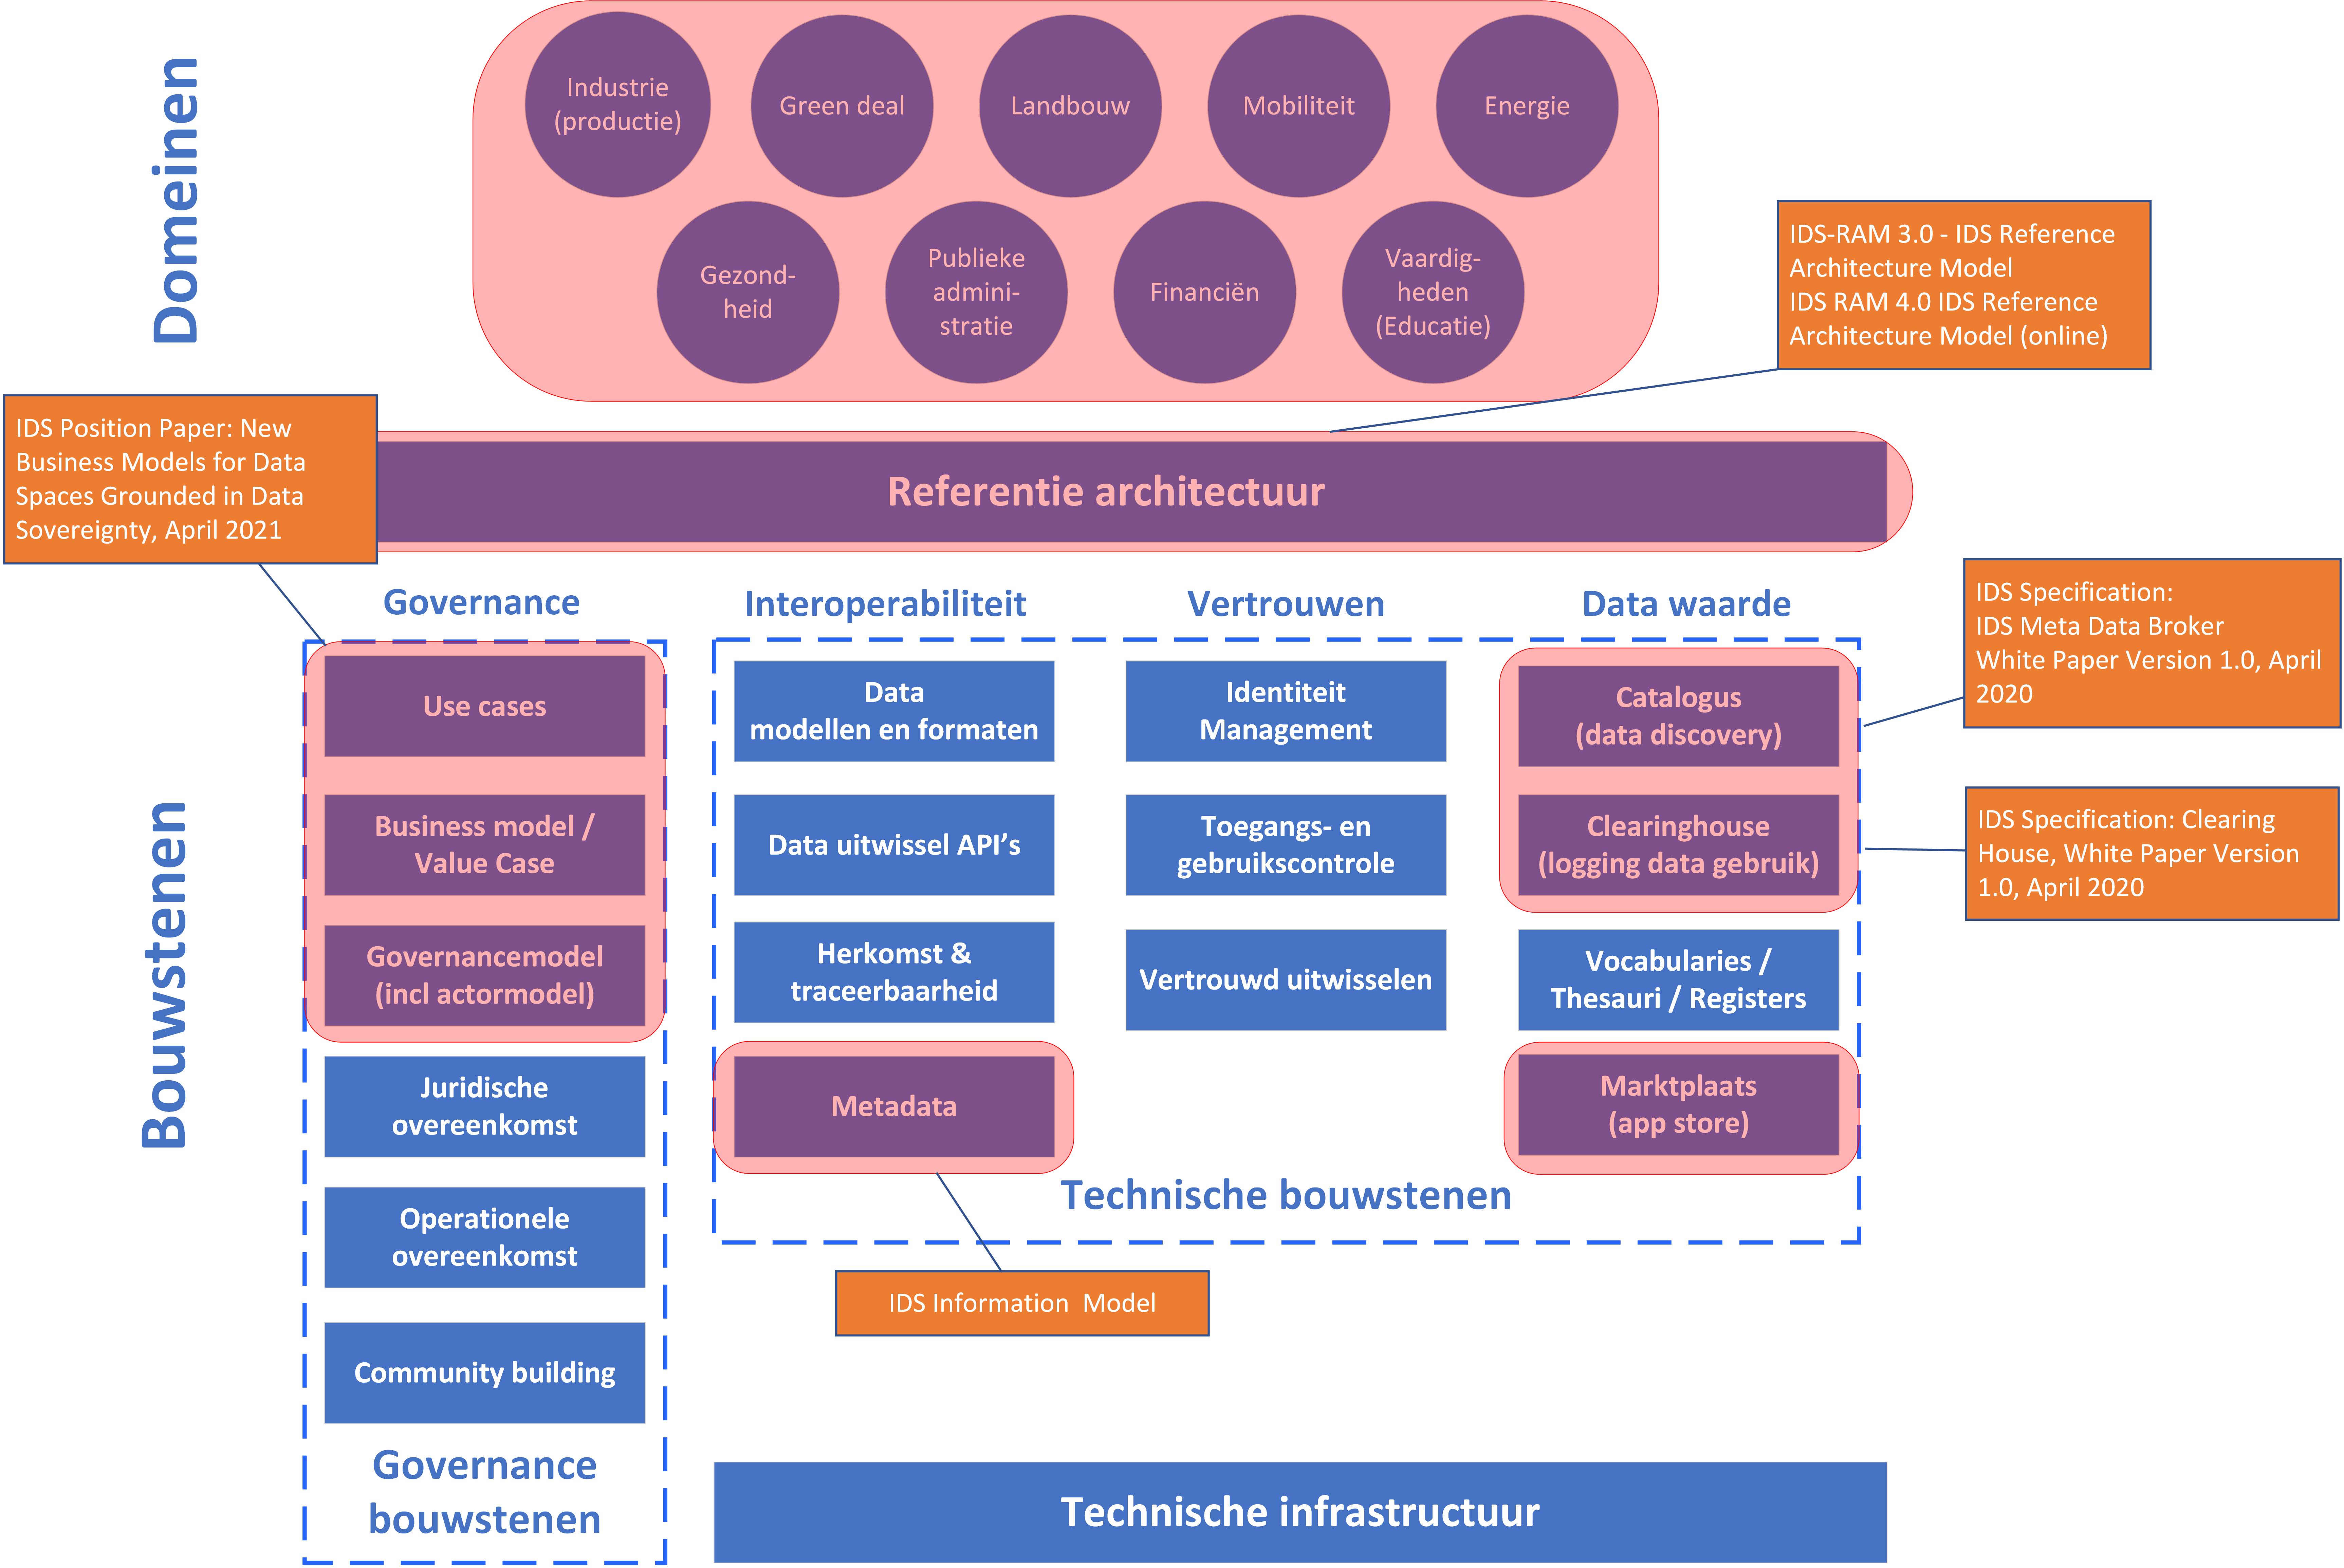 Domeinen
Industrie
(productie)
Green deal
Landbouw
Mobiliteit
Energie
Gezond-
heid
Publieke
admini-
stratie
Financiën
Vaardig-
heden
(Educatie)
IDS-RAM 3.0 - IDS Reference
Architecture Model
IDS RAM 4.0 IDS Reference
Architecture Model (online)
IDS Position Paper: New
Business Models for Data
Spaces Grounded in Data
Sovereignty, April 2021
Referentie architectuur
Bouwstenen
Governance
Use cases
Business model /
Value Case
Governancemodel
(incl actormodel)
Juridische
overeenkomst
Operationele
overeenkomst
Community building
Governance
bouwstenen
Interoperabiliteit
Data
modellen en formaten
Data uitwissel API’s
Herkomst &
traceerbaarheid
Metadata
Vertrouwen
Identiteit
Management
Toegangs- en
gebruikscontrole
Vertrouwd uitwisselen
Data waarde
Catalogus
(data discovery)
Clearinghouse
(logging data gebruik)
Vocabularies /
Thesauri / Registers
Marktplaats
(app store)
Technische bouwstenen
IDS Specification:
IDS Meta Data Broker
White Paper Version 1.0, April
2020
IDS Specification: Clearing
House, White Paper Version
1.0, April 2020
IDS Information Model
Technische infrastructuur